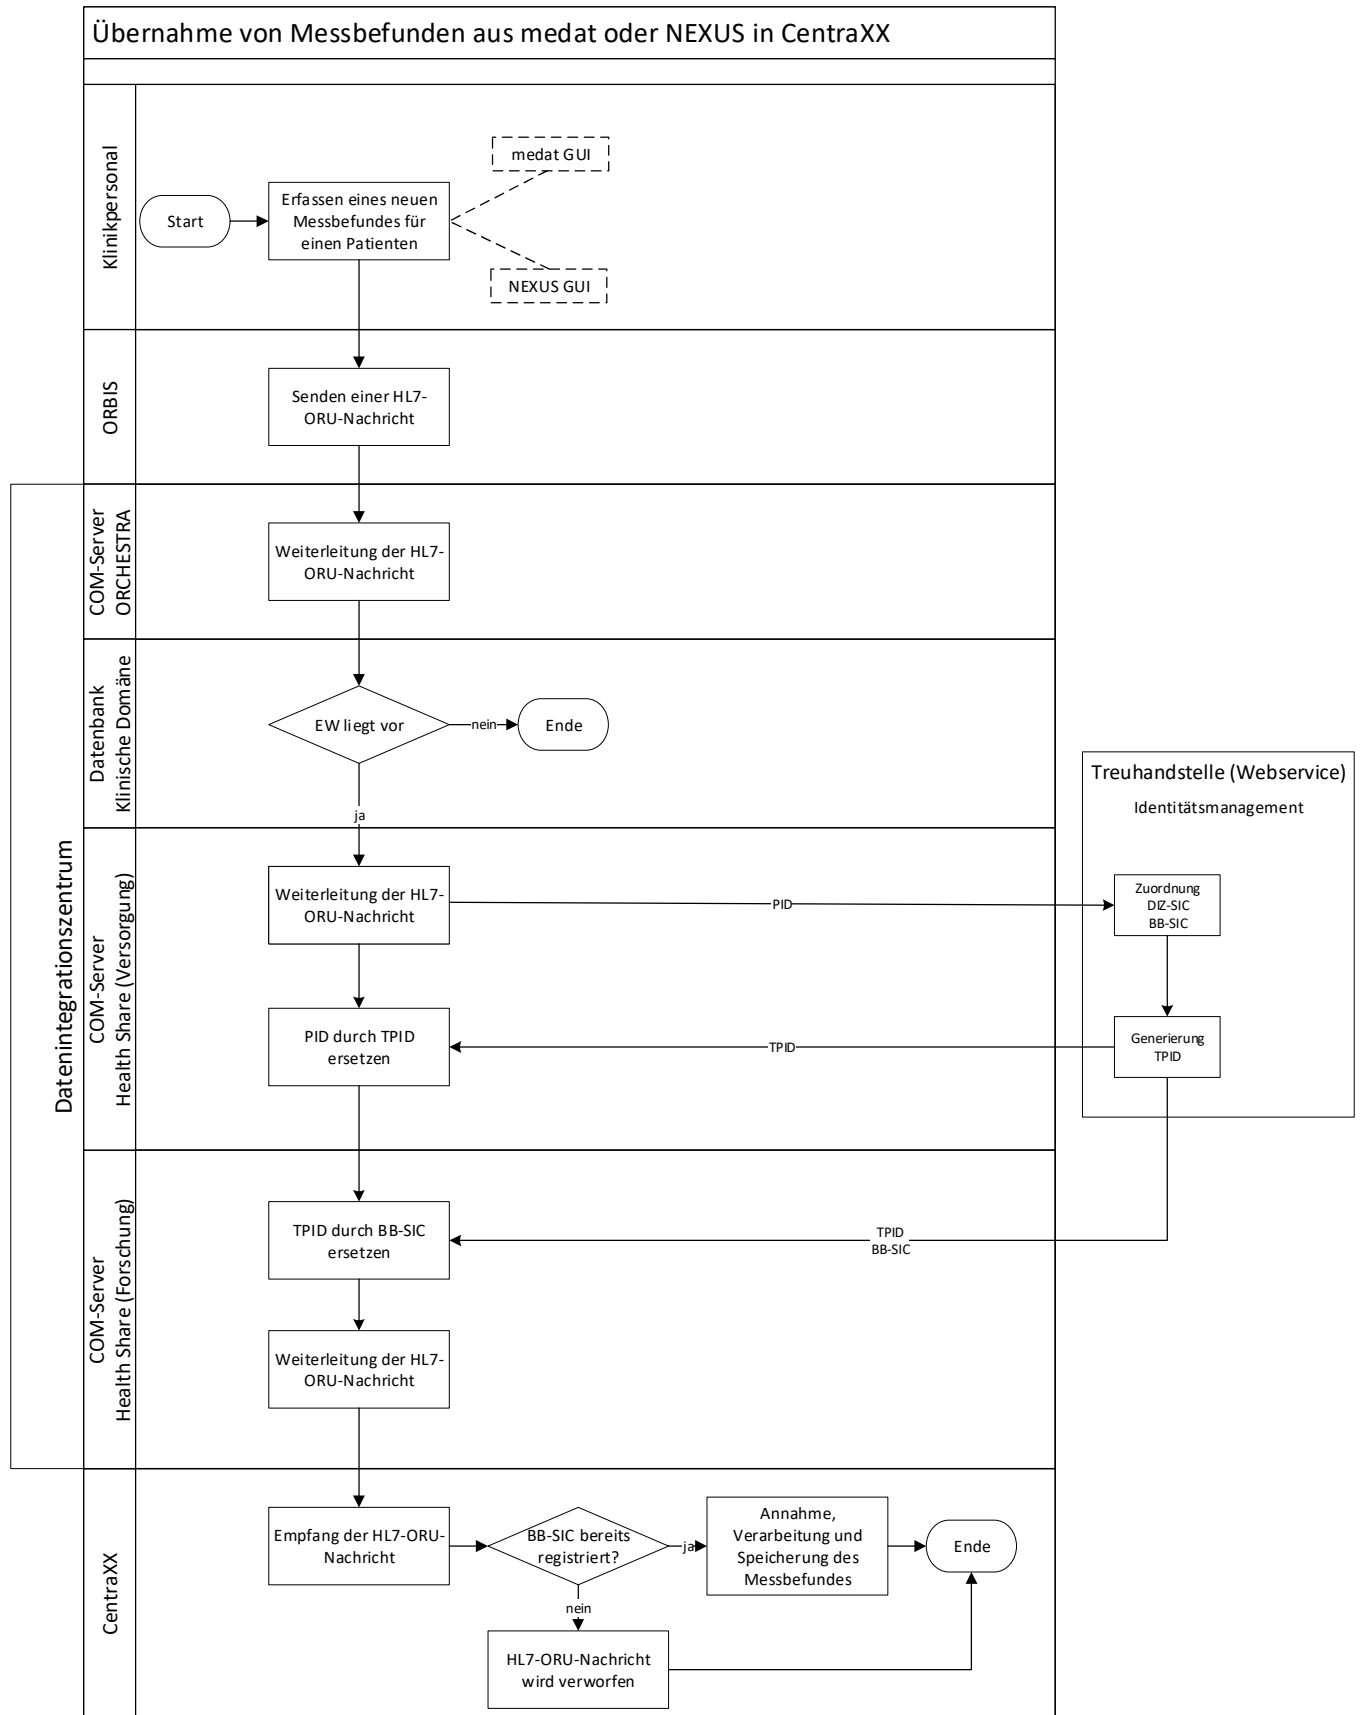 Übernahme von Messbefunden aus medat oder NEXUS in CentraXX
Klinikpersonal
Start
Erfassen eines neuen
Messbefundes für
einen Patienten
medat GUI
NEXUS GUI
ORBIS
Senden einer HL7-
ORU-Nachricht
Datenintegrationszentrum
COM-Server
ORCHESTRA
Weiterleitung der HL7-
ORU-Nachricht
Datenbank
Klinische Domäne
EW liegt vor
nein
Ende
ja
Treuhandstelle (Webservice)
Identitätsmanagement
COM-Server
Health Share (Versorgung)
Weiterleitung der HL7-
ORU-Nachricht
PID
Zuordnung
DIZ-SIC
BB-SIC
PID durch TPID
ersetzen
TPID
Generierung
TPID
COM-Server
Health Share (Forschung)
TPID durch BB-SIC
ersetzen
TPID
BB-SIC
Weiterleitung der HL7-
ORU-Nachricht
CentraXX
Empfang der HL7-ORU-
Nachricht
BB-SIC bereits
registriert?
ja
Annahme,
Verarbeitung und
Speicherung des
Messbefundes
Ende
nein
HL7-ORU-Nachricht
wird verworfen